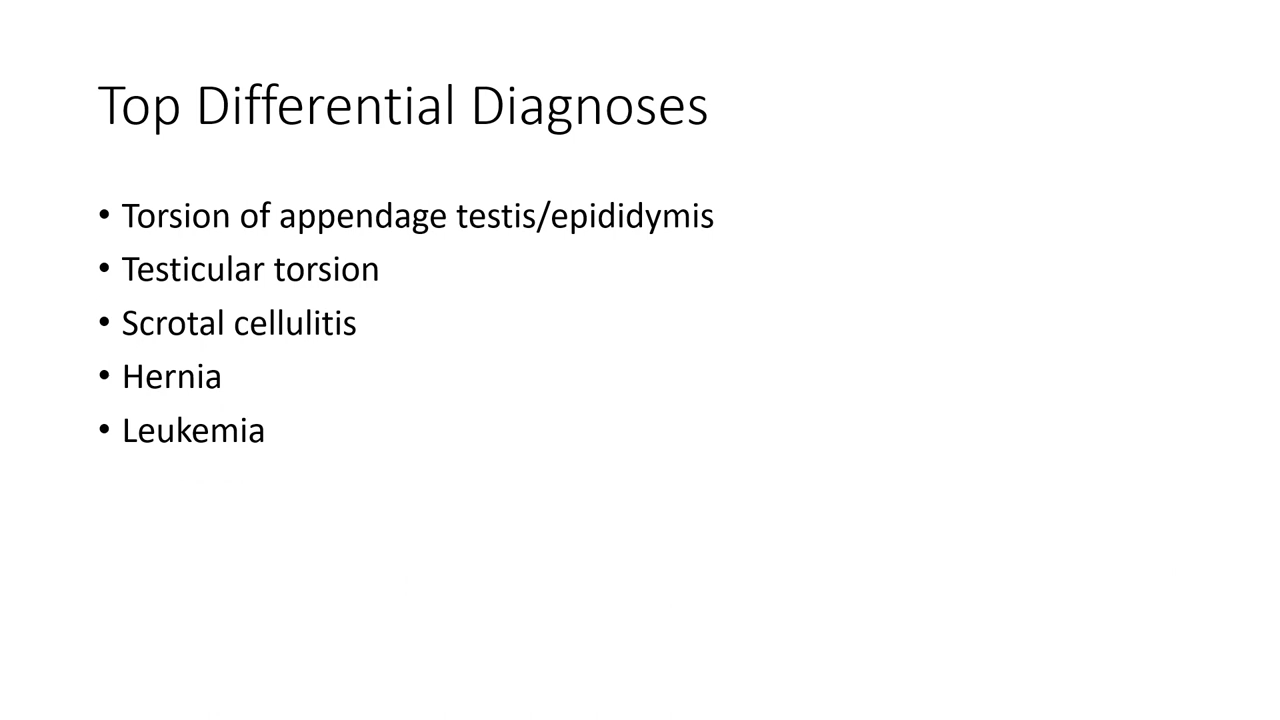 Top Differential Diagnoses
• Torsion of appendage testis/epididymis
• Testicular torsion
• Scrotal cellulitis
• Hernia
• Leukemia